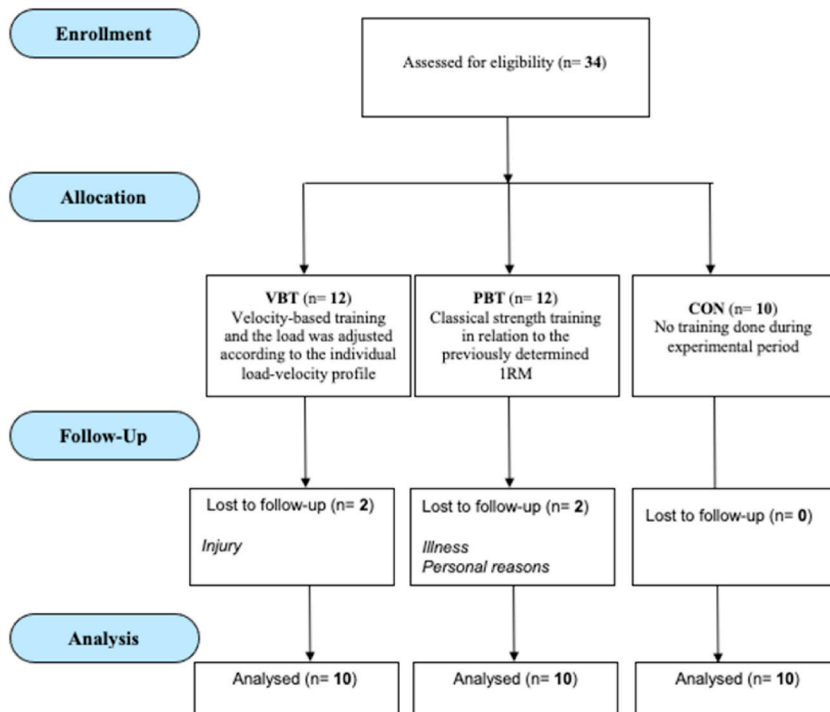 Enrollment
Assessed for eligibility (n= 34)
Allocation
VBT (n= 12)
Velocity-based training
and the load was adjusted
according to the individual
load-velocity profile
PBT (n= 12)
Classical strength training
in relation to the
previously determined
1RM
CON (n= 10)
No training done during
experimental period
Follow-Up
Lost to follow-up (n= 2)
Injury
Lost to follow-up (n= 2)
Illness
Personal reasons
Lost to follow-up (n= 0)
Analysis
Analysed (n= 10)
Analysed (n= 10)
Analysed (n= 10)